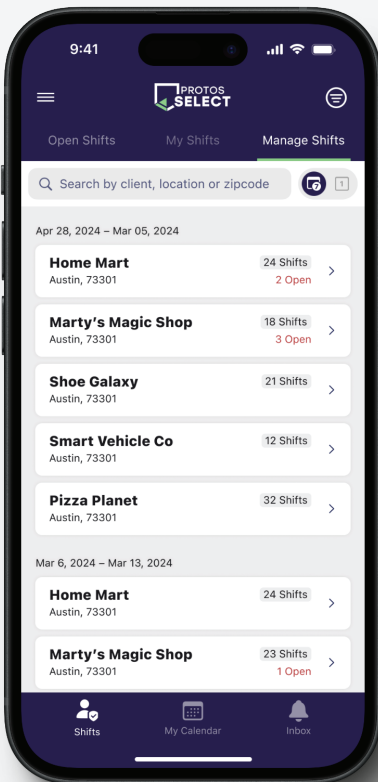 9:41
PROTOS
SELECT
Open Shifts My Shifts Manage Shifts
Search by client, location or zipcode
?
1
Apr 28, 2024 – Mar 05, 2024
Home Mart 24 Shifts
Austin, 73301 2 Open
Marty's Magic Shop 18 Shifts
Austin, 73301 3 Open
Shoe Galaxy 21 Shifts
Austin, 73301
Smart Vehicle Co 12 Shifts
Austin, 73301
Pizza Planet 32 Shifts
Austin, 73301
Mar 6, 2024 – Mar 13, 2024
Home Mart 24 Shifts
Austin, 73301
Marty's Magic Shop 23 Shifts
Austin, 73301 1 Open
Shifts My Calendar Inbox